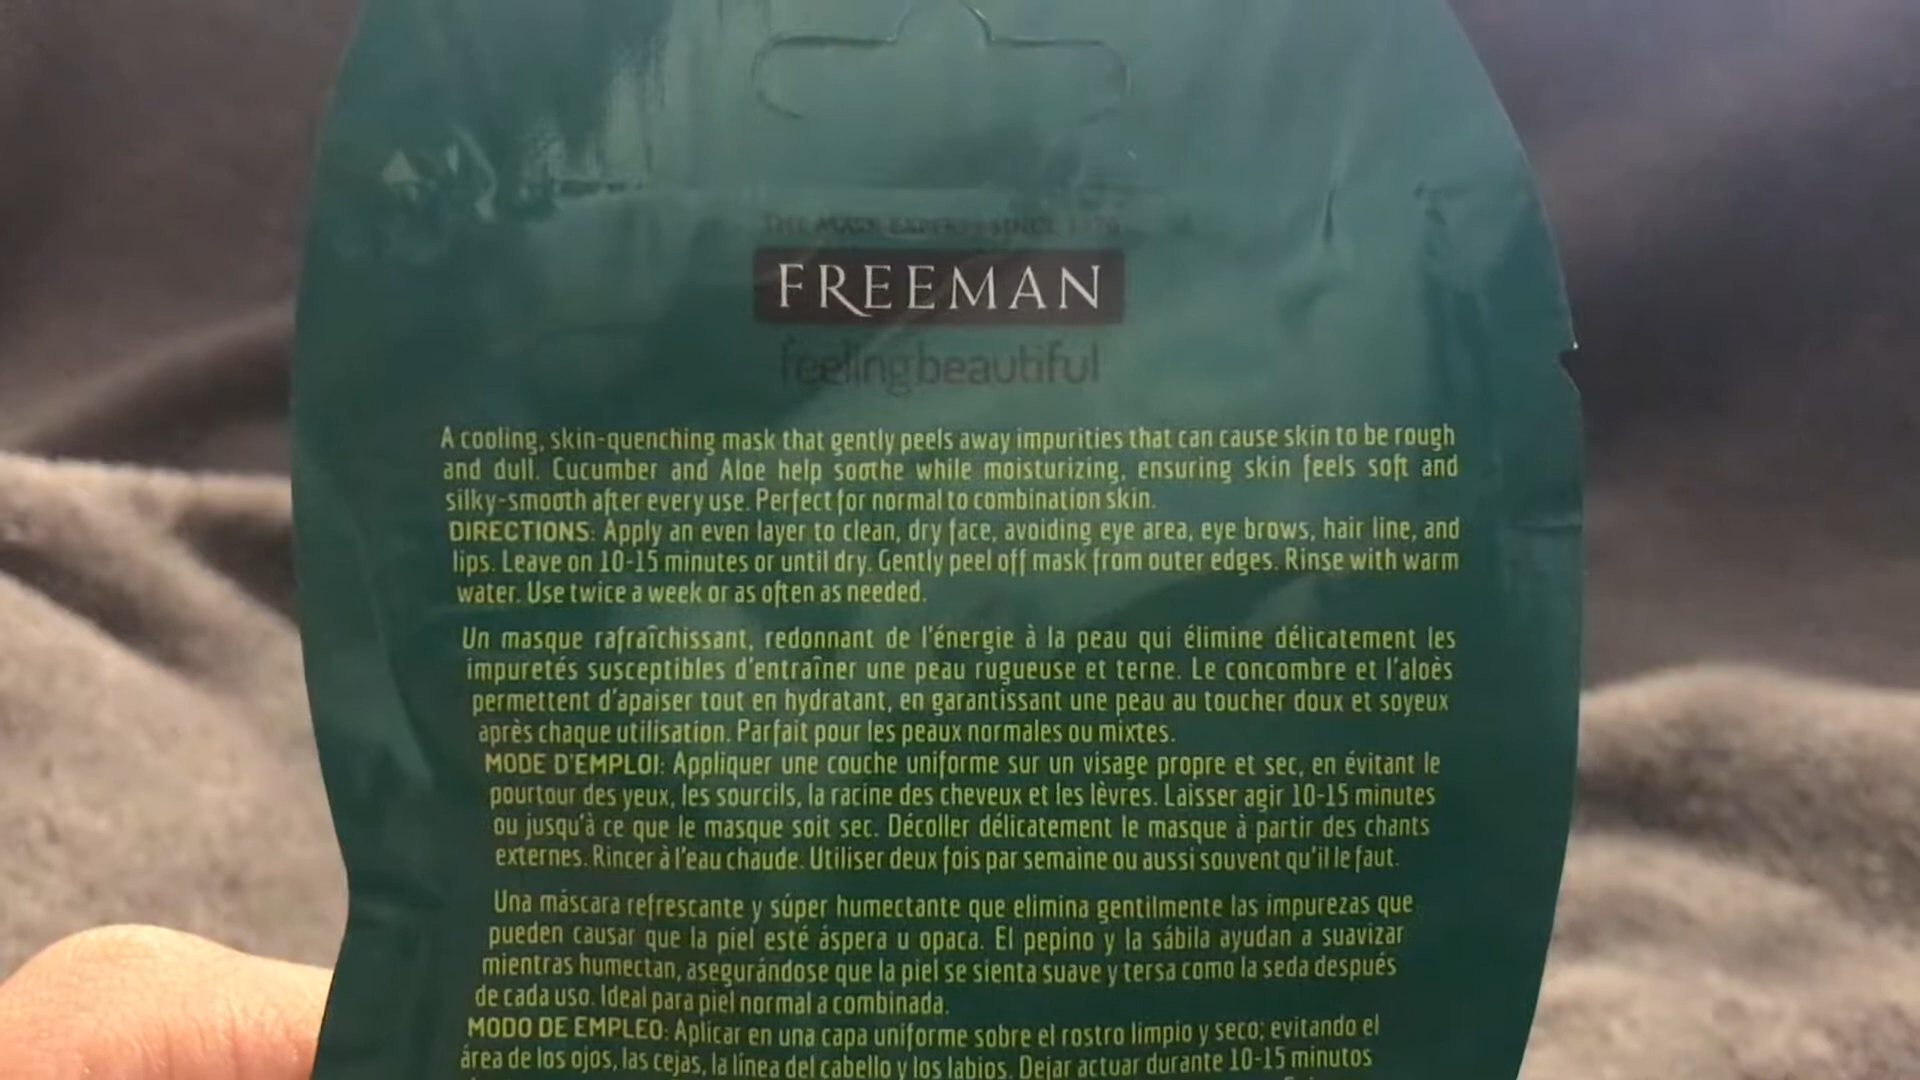 THE MASK EXPERTS SINCE 1976
FREEMAN
feelingbeautiful
A cooling, skin-quenching mask that gently peels away impurities that can cause skin to be rough
and dull. Cucumber and Aloe help soothe while moisturizing, ensuring skin feels soft and
silky-smooth after every use. Perfect for normal to combination skin.
DIRECTIONS: Apply an even layer to clean, dry face, avoiding eye area, eye brows, hair line, and
lips. Leave on 10-15 minutes or until dry. Gently peel off mask from outer edges. Rinse with warm
water. Use twice a week or as often as needed.
Un masque rafraîchissant, redonnant de l'énergie à la peau qui élimine délicatement les
impuretés susceptibles d'entraîner une peau rugueuse et terne. Le concombre et l'aloès
permettent d'apaiser tout en hydratant, en garantissant une peau au toucher doux et soyeux
après chaque utilisation. Parfait pour les peaux normales ou mixtes.
MODE D'EMPLOI: Appliquer une couche uniforme sur un visage propre et sec, en évitant le
pourtour des yeux, les sourcils, la racine des cheveux et les lèvres. Laisser agir 10-15 minutes
ou jusqu'à ce que le masque soit sec. Décoller délicatement le masque à partir des chants
externes. Rincer à l'eau chaude. Utiliser deux fois par semaine ou aussi souvent qu'il le faut.
Una máscara refrescante y súper humectante que elimina gentilmente las impurezas que
pueden causar que la piel esté áspera u opaca. El pepino y la sábila ayudan a suavizar
mientras humectan, asegurándose que la piel se sienta suave y tersa como la seda después
de cada uso. Ideal para piel normal a combinada.
MODO DE EMPLEO: Aplicar en una capa uniforme sobre el rostro limpio y seco; evitando el
área de los ojos, las cejas, la línea del cabello y los labios. Dejar actuar durante 10-15 minutos